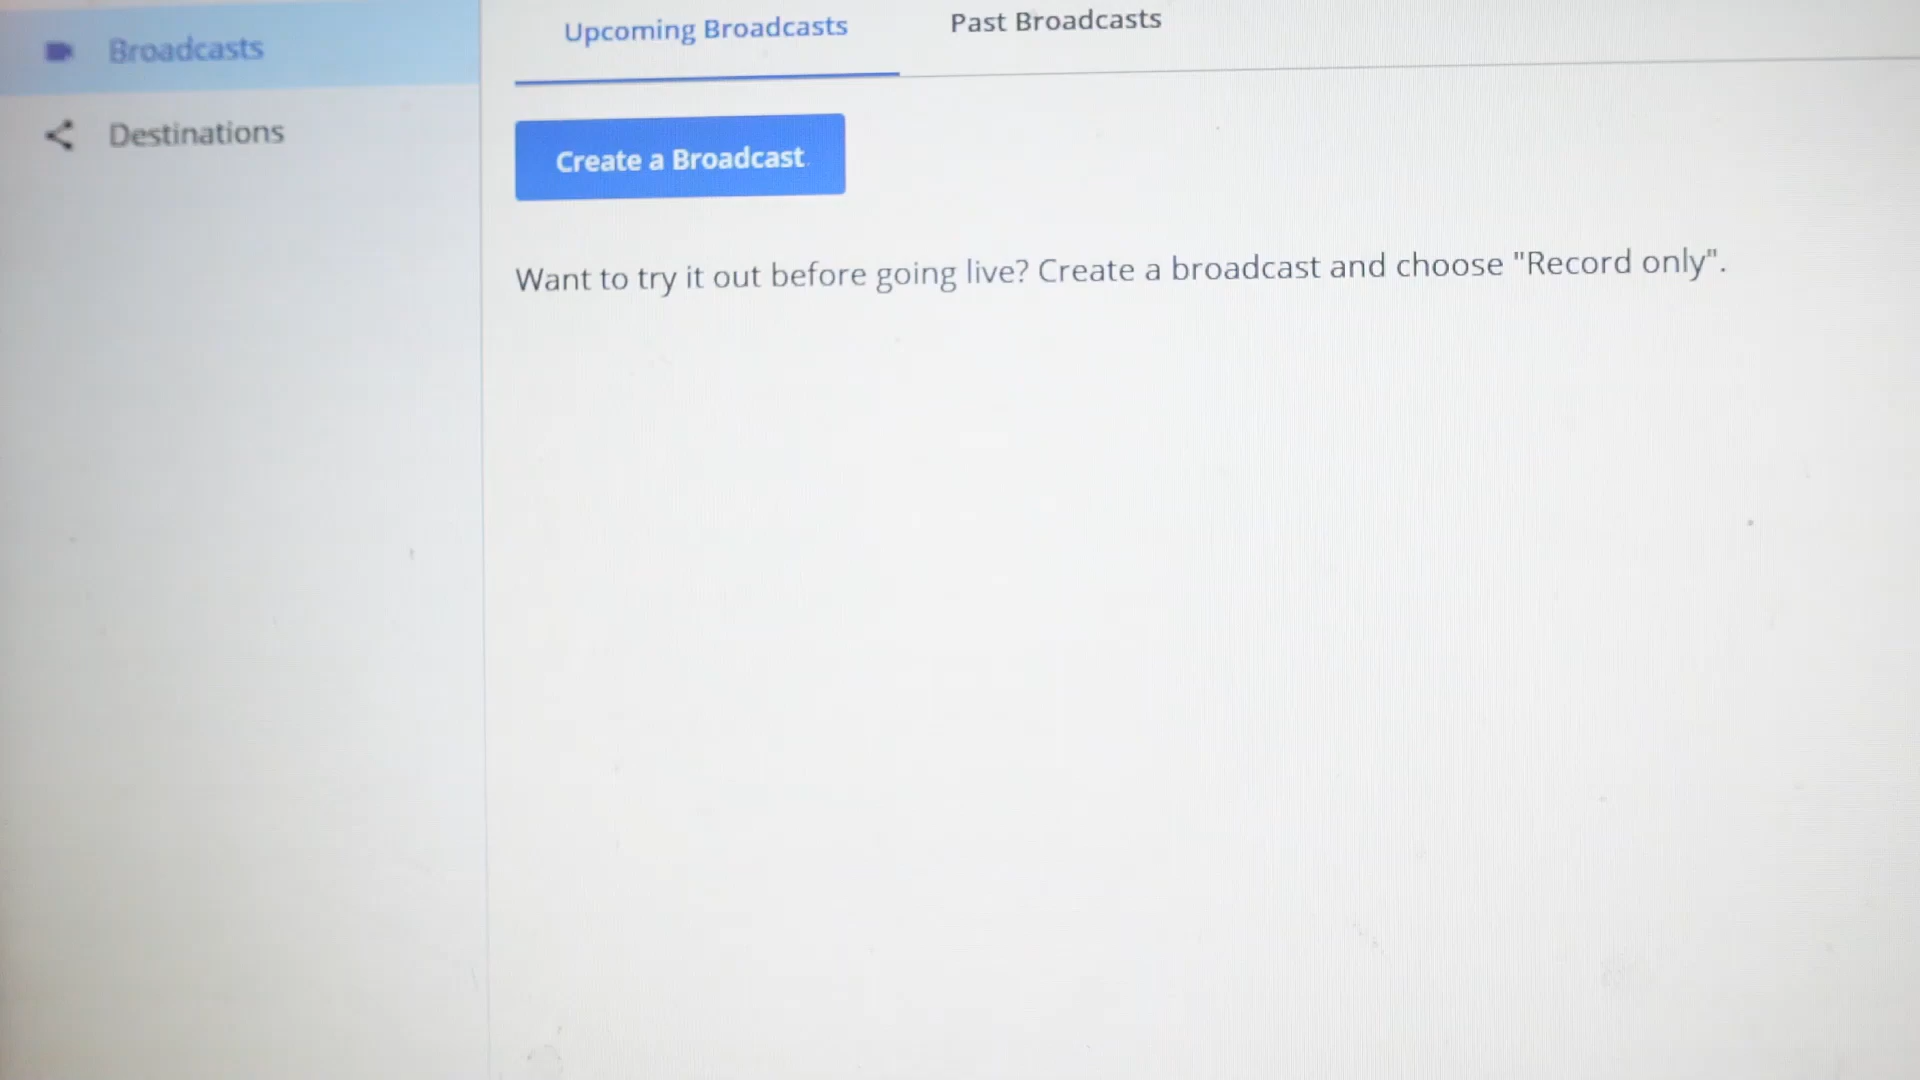 Broadcasts
Destinations
Upcoming Broadcasts
Past Broadcasts
Create a Broadcast
Want to try it out before going live? Create a broadcast and choose "Record only".